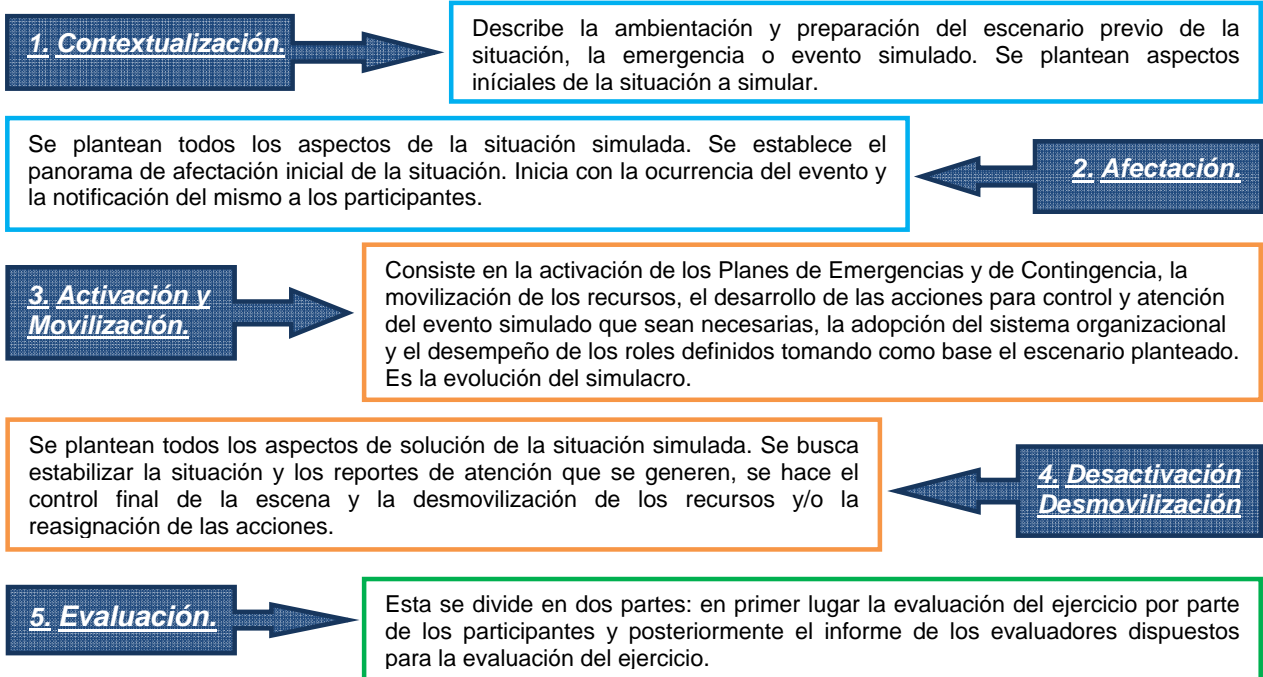 1. Contextualización.
Describe la ambientación y preparación del escenario previo de la
situación, la emergencia o evento simulado. Se plantean aspectos
iníciales de la situación a simular.
Se plantean todos los aspectos de la situación simulada. Se establece el
panorama de afectación inicial de la situación. Inicia con la ocurrencia del evento y
la notificación del mismo a los participantes.
2. Afectación.
3. Activación y
Movilización.
Consiste en la activación de los Planes de Emergencias y de Contingencia, la
movilización de los recursos, el desarrollo de las acciones para control y atención
del evento simulado que sean necesarias, la adopción del sistema organizacional
y el desempeño de los roles definidos tomando como base el escenario planteado.
Es la evolución del simulacro.
Se plantean todos los aspectos de solución de la situación simulada. Se busca
estabilizar la situación y los reportes de atención que se generen, se hace el
control final de la escena y la desmovilización de los recursos y/o la
reasignación de las acciones.
4. Desactivación
Desmovilización
5. Evaluación.
Esta se divide en dos partes: en primer lugar la evaluación del ejercicio por parte
de los participantes y posteriormente el informe de los evaluadores dispuestos
para la evaluación del ejercicio.